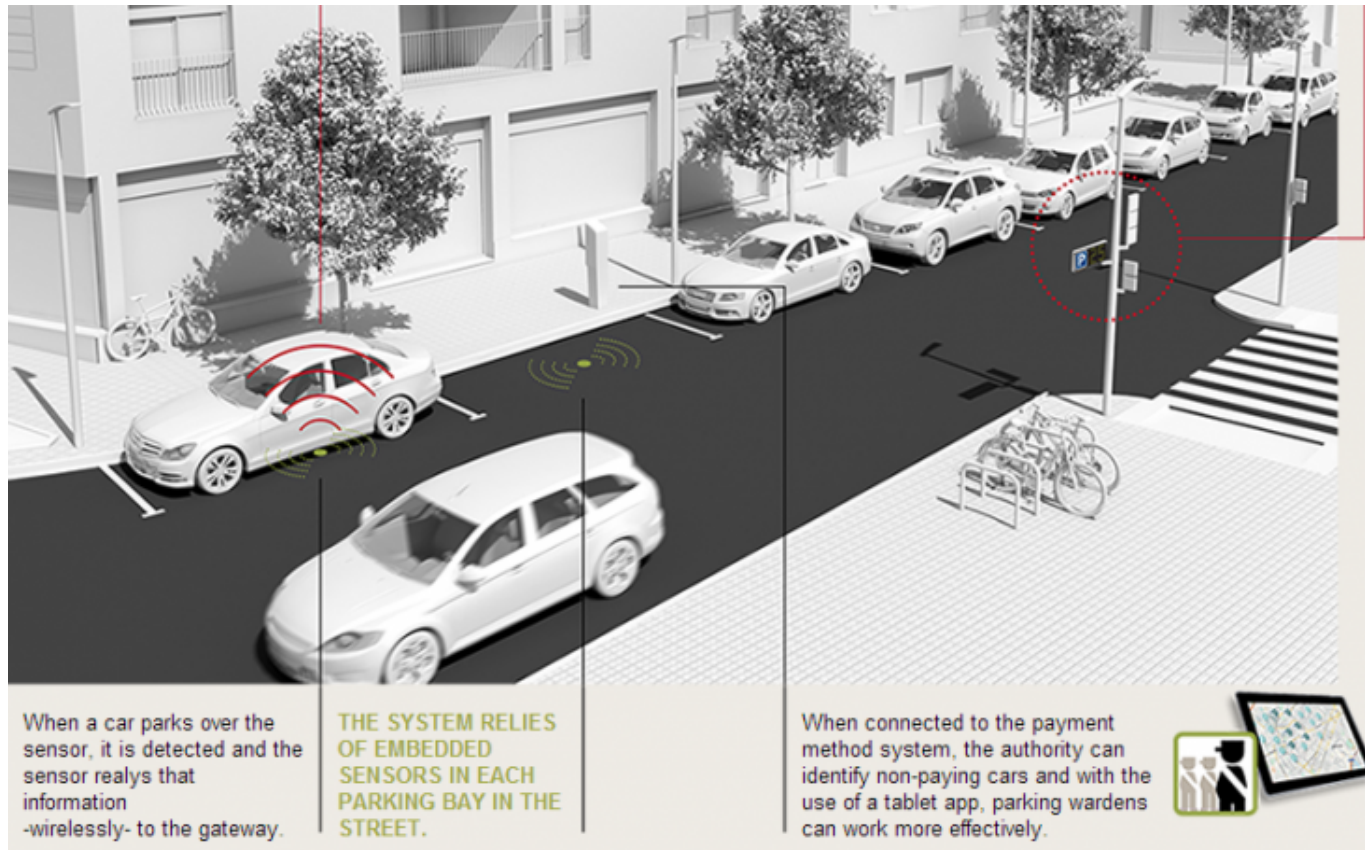 P
When a car parks over the
sensor, it is detected and the
sensor realys that
information
-wirelessly- to the gateway.
THE SYSTEM RELIES
OF EMBEDDED
SENSORS IN EACH
PARKING BAY IN THE
STREET.
When connected to the payment
method system, the authority can
identify non-paying cars and with the
use of a tablet app, parking wardens
can work more effectively.